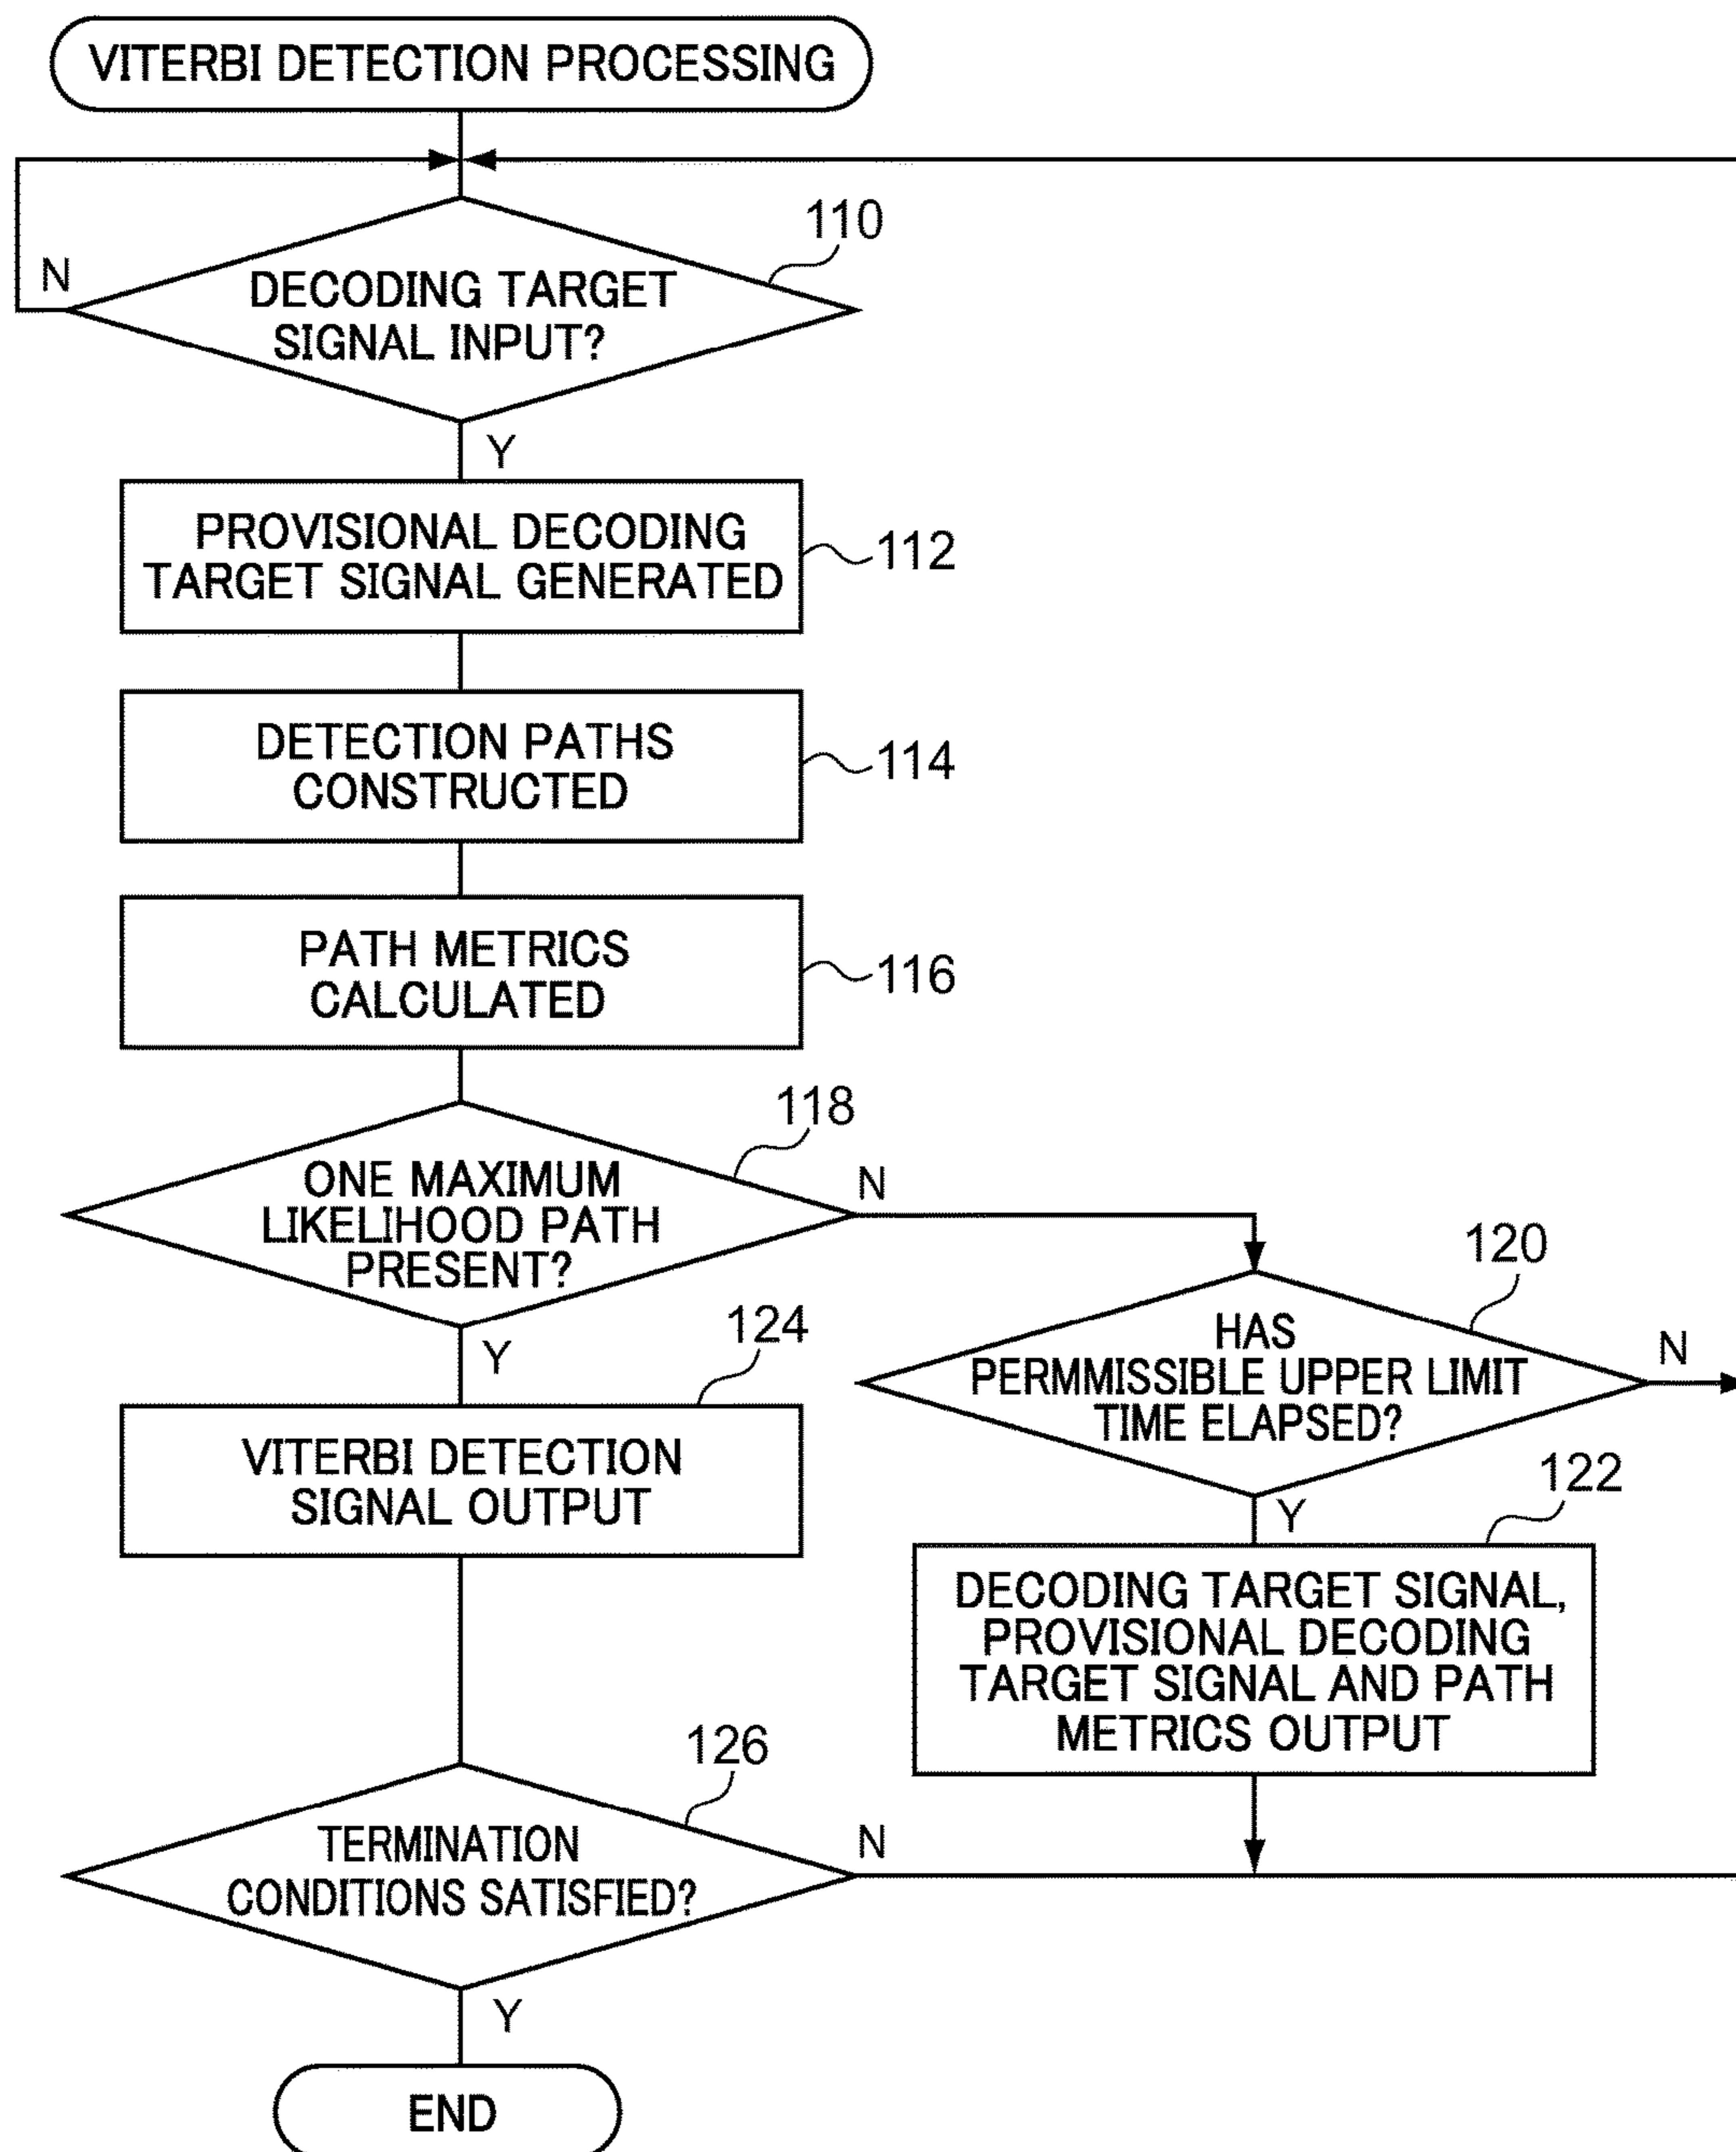 VITERBI DETECTION PROCESSING
110
N
DECODING TARGET
SIGNAL INPUT?
Y
PROVISIONAL DECODING
TARGET SIGNAL GENERATED
112
DETECTION PATHS
CONSTRUCTED
114
PATH METRICS
CALCULATED
116
118
ONE MAXIMUM
LIKELIHOOD PATH
PRESENT?
N
Y
120
HAS
PERMMISSIBLE UPPER LIMIT
TIME ELAPSED?
N
Y
124
VITERBI DETECTION
SIGNAL OUTPUT
122
DECODING TARGET SIGNAL,
PROVISIONAL DECODING
TARGET SIGNAL AND PATH
METRICS OUTPUT
126
TERMINATION
CONDITIONS SATISFIED?
N
Y
END